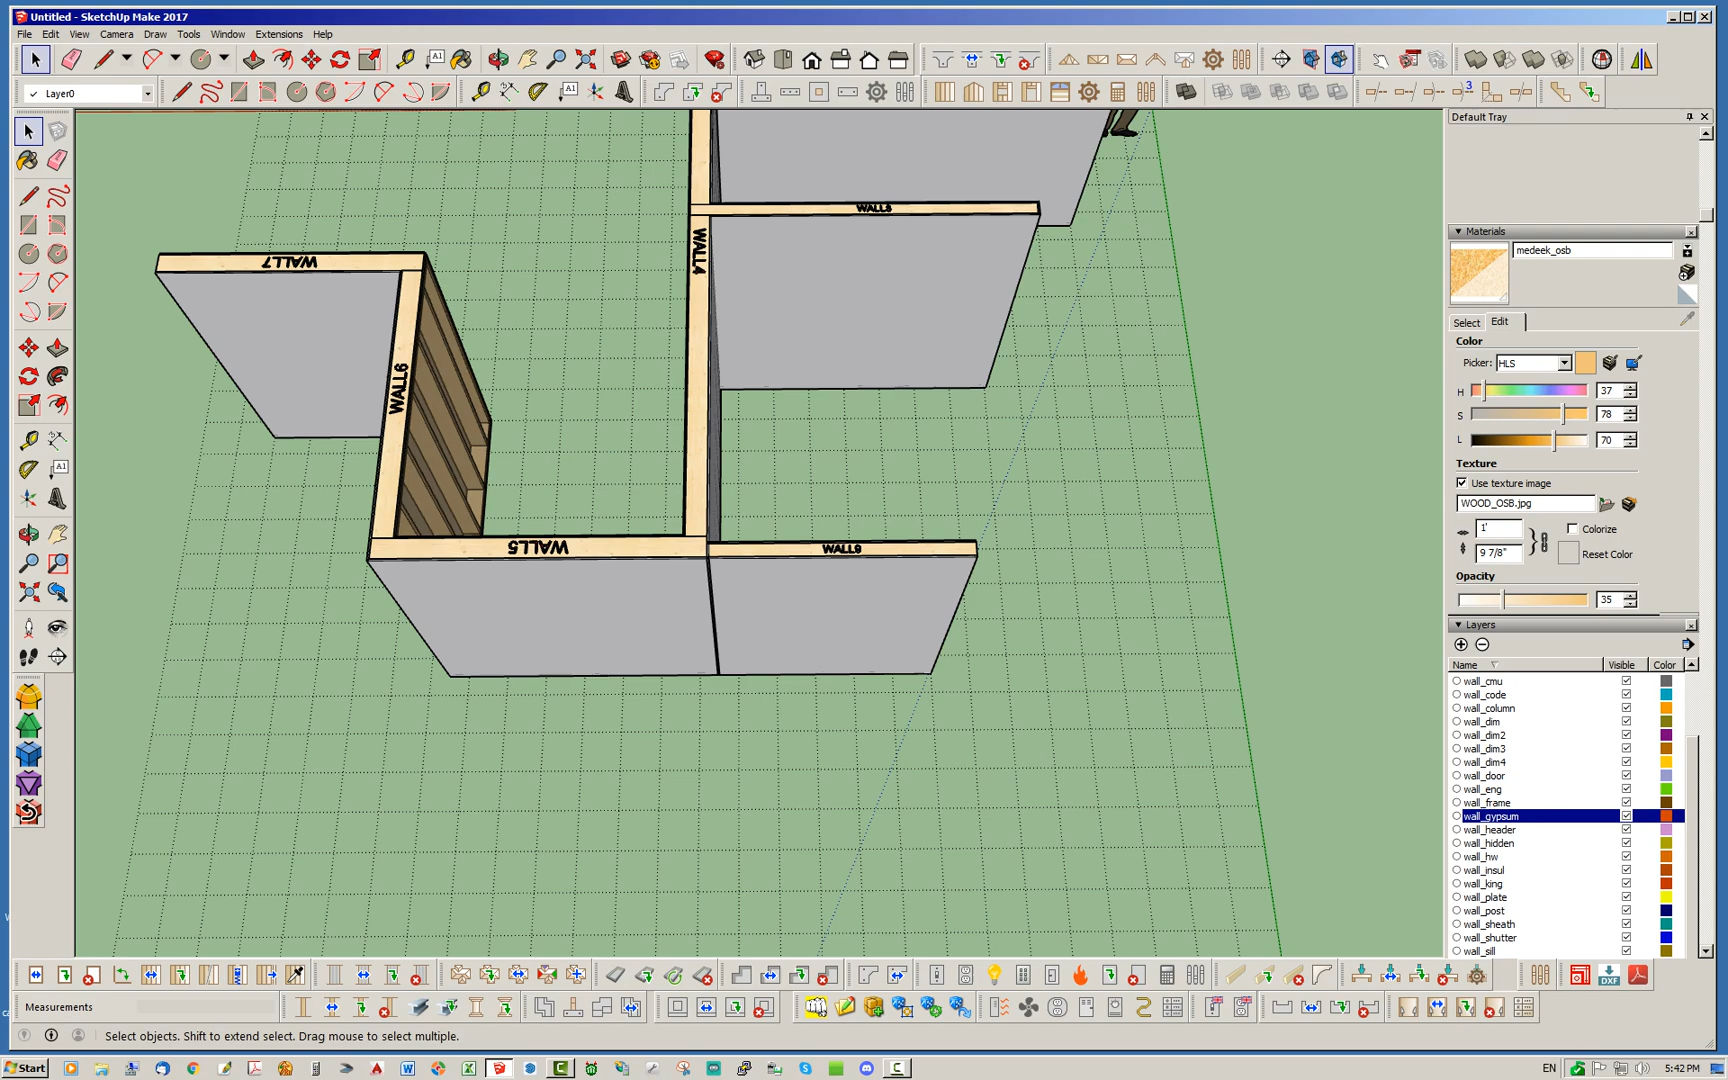 Untitled - SketchUp Make 2017
File Edit View Camera Draw Tools Window Extensions Help
Layer0
Default Tray
Materials
medeek_osb
Select Edit
Color
Picker: HLS
H 37
S 78
L 70
Texture
Use texture image
WOOD_OSB.jpg
1'
Colorize
9 7/8"
Reset Color
Opacity
35
Layers
Name Visible Color
wall_cmu
wall_code
wall_column
wall_dim
wall_dim2
wall_dim3
wall_dim4
wall_door
wall_eng
wall_frame
wall_gypsum
wall_header
wall_hidden
wall_hw
wall_insul
wall_king
wall_plate
wall_post
wall_sheath
wall_shutter
wall_sill
WALL7
WALL4
WALL6
WALL5
WALL9
DXF
Measurements
Select objects. Shift to extend select. Drag mouse to select multiple.
Start
EN
5:42 PM